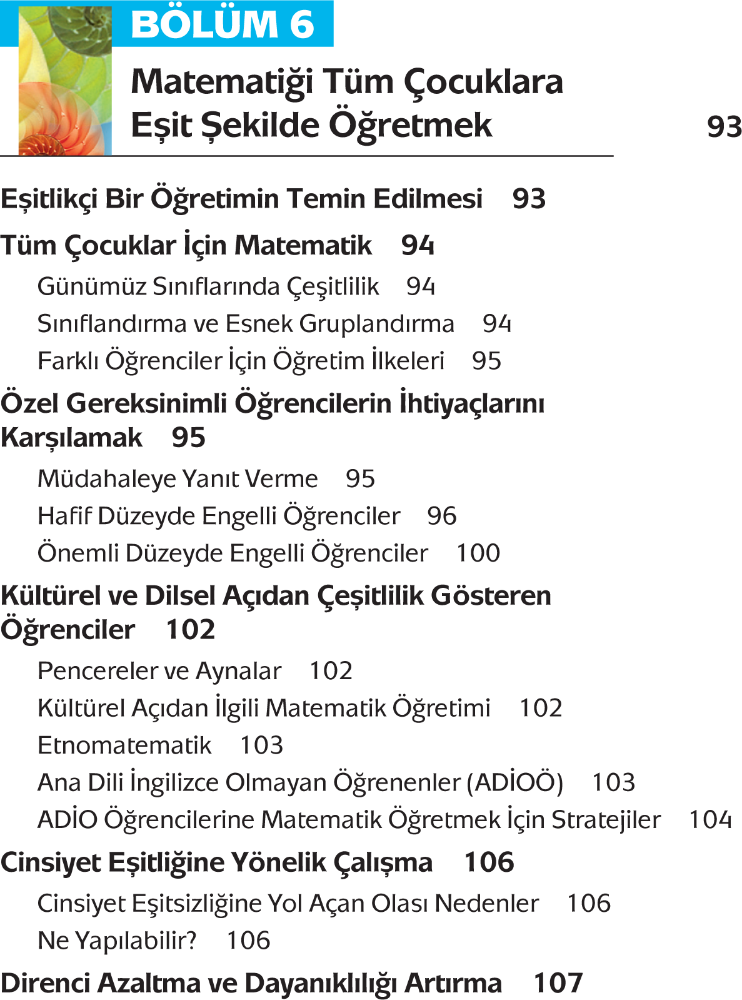 BÖLÜM 6
Matematiği Tüm Çocuklara
Eşit Şekilde Öğretmek 93
Eşitlikçi Bir Öğretimin Temin Edilmesi 93
Tüm Çocuklar İçin Matematik 94
Günümüz Sınıflarında Çeşitlilik 94
Sınıflandırma ve Esnek Gruplandırma 94
Farklı Öğrenciler İçin Öğretim İlkeleri 95
Özel Gereksinimli Öğrencilerin İhtiyaçlarını
Karşılamak 95
Müdahaleye Yanıt Verme 95
Hafif Düzeyde Engelli Öğrenciler 96
Önemli Düzeyde Engelli Öğrenciler 100
Kültürel ve Dilsel Açıdan Çeşitlilik Gösteren
Öğrenciler 102
Pencereler ve Aynalar 102
Kültürel Açıdan İlgili Matematik Öğretimi 102
Etnomatematik 103
Ana Dili İngilizce Olmayan Öğrenenler (ADİOÖ) 103
ADİO Öğrencilerine Matematik Öğretmek İçin Stratejiler 104
Cinsiyet Eşitliğine Yönelik Çalışma 106
Cinsiyet Eşitsizliğine Yol Açan Olası Nedenler 106
Ne Yapılabilir? 106
Direnci Azaltma ve Dayanıklılığı Artırma 107